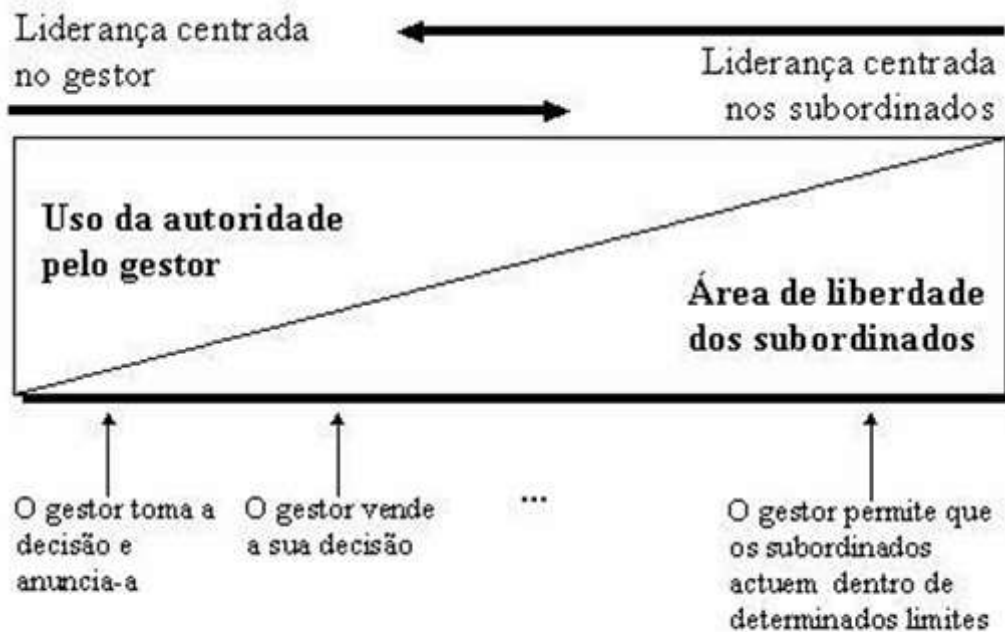 Liderança centrada
no gestor
Liderança centrada
nos subordinados
Uso da autoridade
pelo gestor
Área de liberdade
dos subordinados
O gestor toma a
decisão e
anuncia-a
O gestor vende
a sua decisão
...
O gestor permite que
os subordinados
actuem dentro de
determinados limites